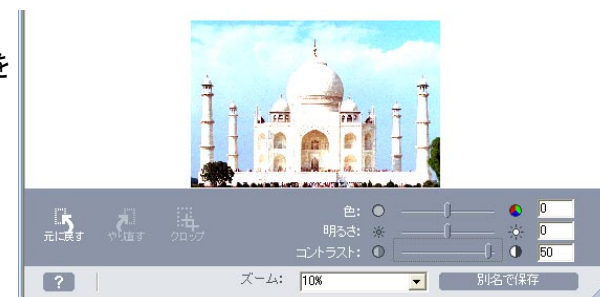 を
色: 0
元に戻す やり直す クロップ 明るさ: 0
コントラスト: 50
? ズーム: 10% 別名で保存